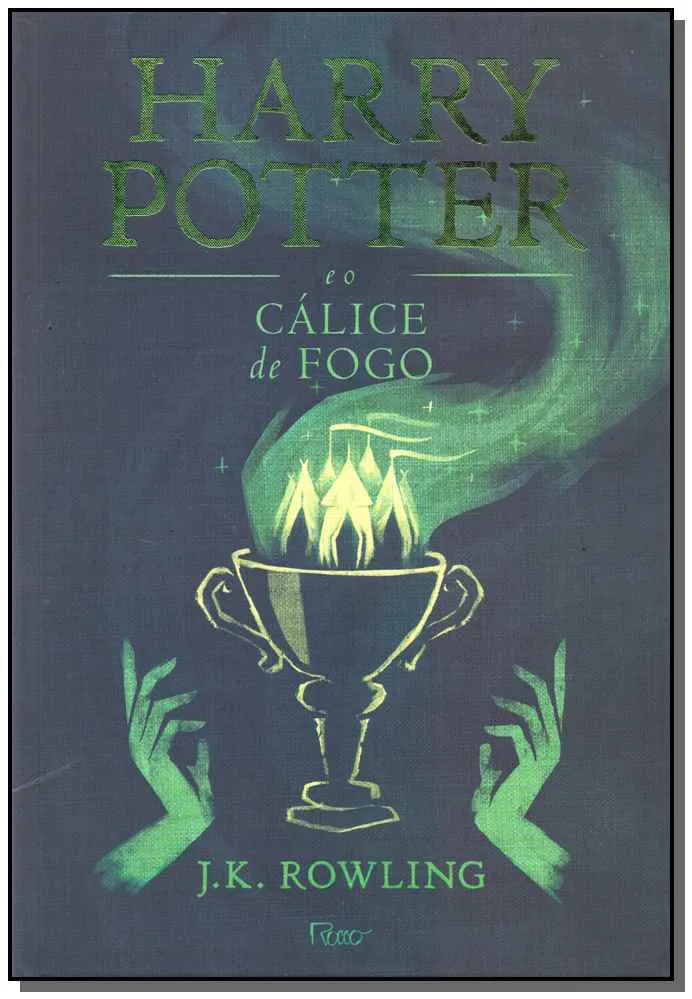 HARRY
POTTER
e o
CÁLICE
de FOGO
J.K. ROWLING
Rocco